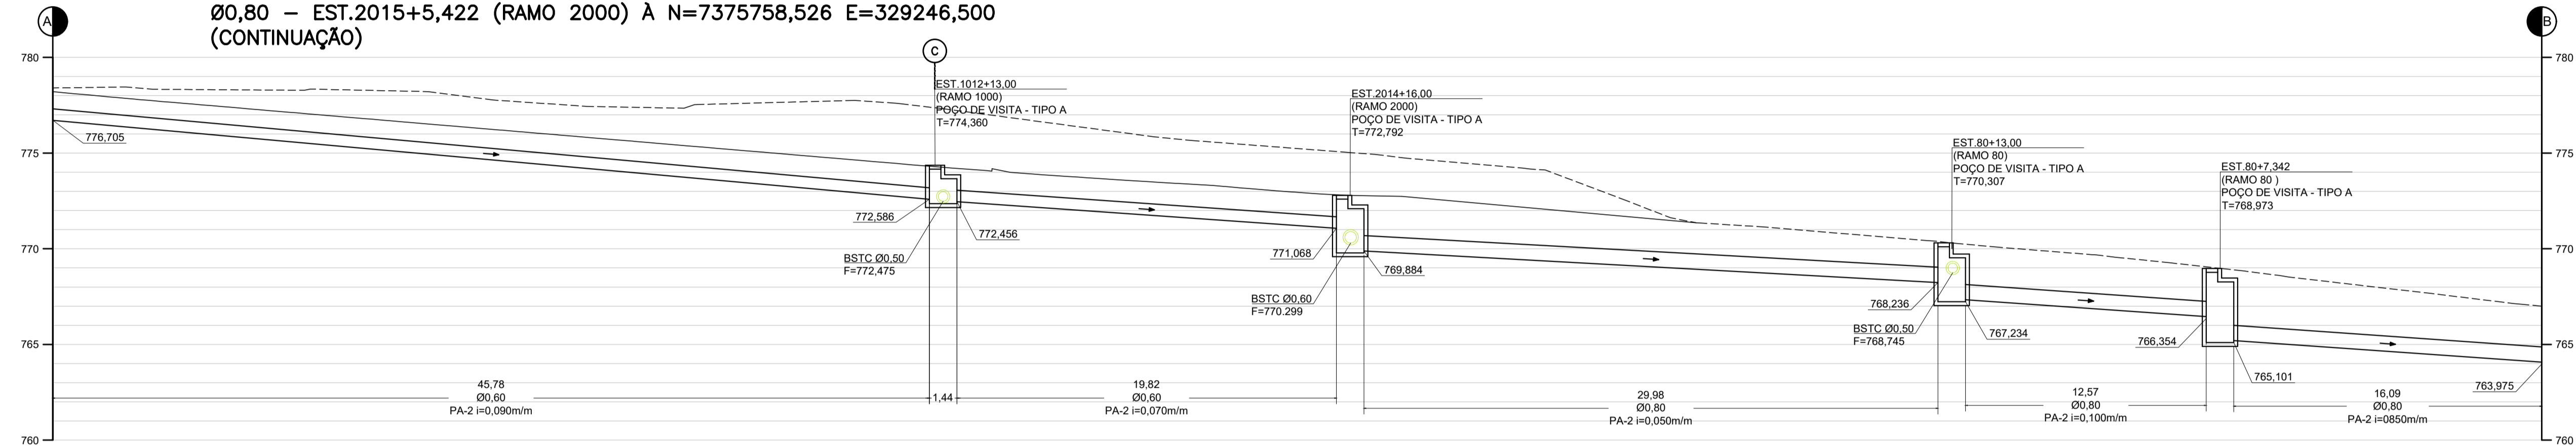 Ø0,80 – EST.2015+5,422 (RAMO 2000) À N=7375758,526 E=329246,500
(CONTINUAÇÃO)
A
B
C
780
775
770
765
760
780
775
770
765
760
776,705
EST.1012+13,00
(RAMO 1000)
POÇO DE VISITA - TIPO A
T=774,360
772,586
BSTC Ø0,50
F=772,475
772,456
EST.2014+16,00
(RAMO 2000)
POÇO DE VISITA - TIPO A
T=772,792
771,068
BSTC Ø0,60
F=770.299
769,884
EST.80+13,00
(RAMO 80)
POÇO DE VISITA - TIPO A
T=770,307
768,236
BSTC Ø0,50
F=768,745
767,234
EST.80+7,342
(RAMO 80 )
POÇO DE VISITA - TIPO A
T=768,973
766,354
765,101
763,975
45,78
Ø0,60
PA-2 i=0,090m/m
1,44
19,82
Ø0,60
PA-2 i=0,070m/m
29,98
Ø0,80
PA-2 i=0,050m/m
12,57
Ø0,80
PA-2 i=0,100m/m
16,09
Ø0,80
PA-2 i=0850m/m